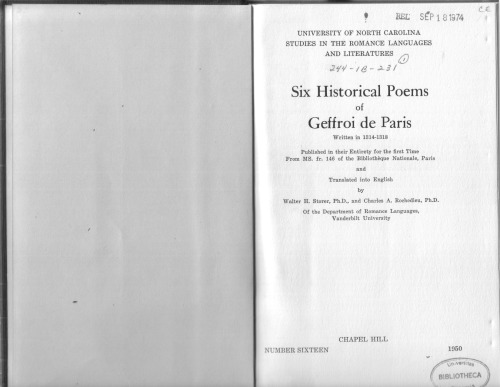 C.E.
REL SEP 18 1974
UNIVERSITY OF NORTH CAROLINA
STUDIES IN THE ROMANCE LANGUAGES
AND LITERATURES
244-18-231
1
Six Historical Poems
of
Geffroi de Paris
Written in 1314-1318
Published in their Entirety for the first Time
From MS. fr. 146 of the Bibliothèque Nationale, Paris
and
Translated into English
by
Walter H. Storer, Ph.D., and Charles A. Rochedieu, Ph.D.
Of the Department of Romance Languages,
Vanderbilt University
CHAPEL HILL
NUMBER SIXTEEN 1950
BIBLIOTHECA